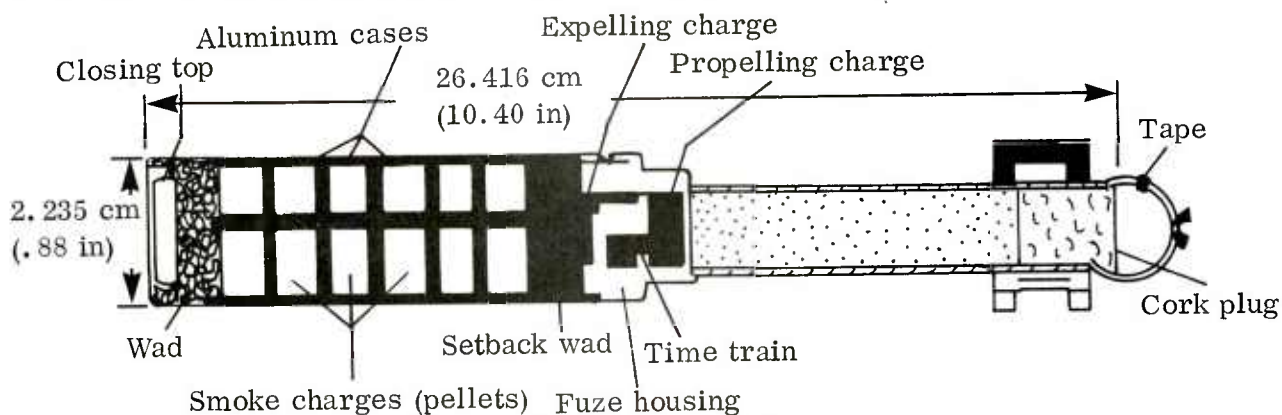 Aluminum cases
Expelling charge
Closing top
Propelling charge
26.416 cm
(10.40 in)
Tape
2.235 cm
(.88 in)
Cork plug
Wad
Setback wad
Time train
Smoke charges (pellets)
Fuze housing